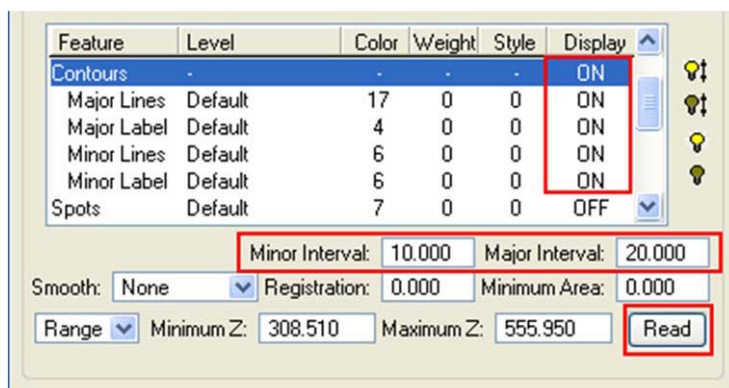 Feature Level Color Weight Style Display
Contours - - - - ON
Major Lines Default 17 0 0 ON
Major Label Default 4 0 0 ON
Minor Lines Default 6 0 0 ON
Minor Label Default 6 0 0 ON
Spots Default 7 0 0 OFF
Minor Interval: 10.000 Major Interval: 20.000
Smooth: None Registration: 0.000 Minimum Area: 0.000
Range Minimum Z: 308.510 Maximum Z: 555.950 Read